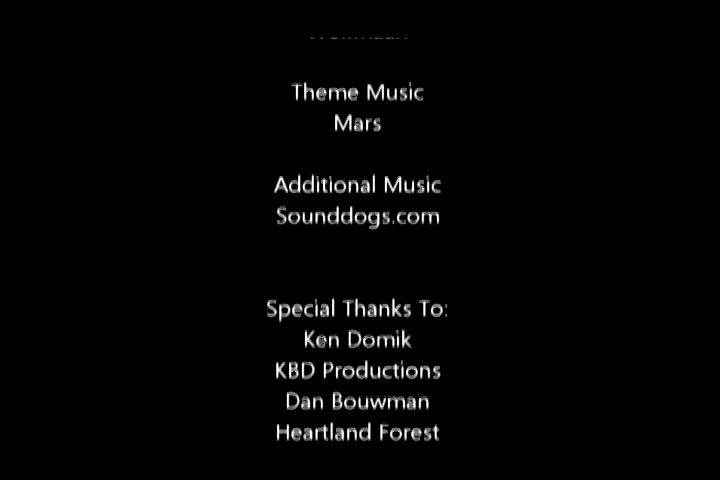 Theme Music
Mars
Additional Music
Sounddogs.com
Special Thanks To:
Ken Domik
KBD Productions
Dan Bouwman
Heartland Forest